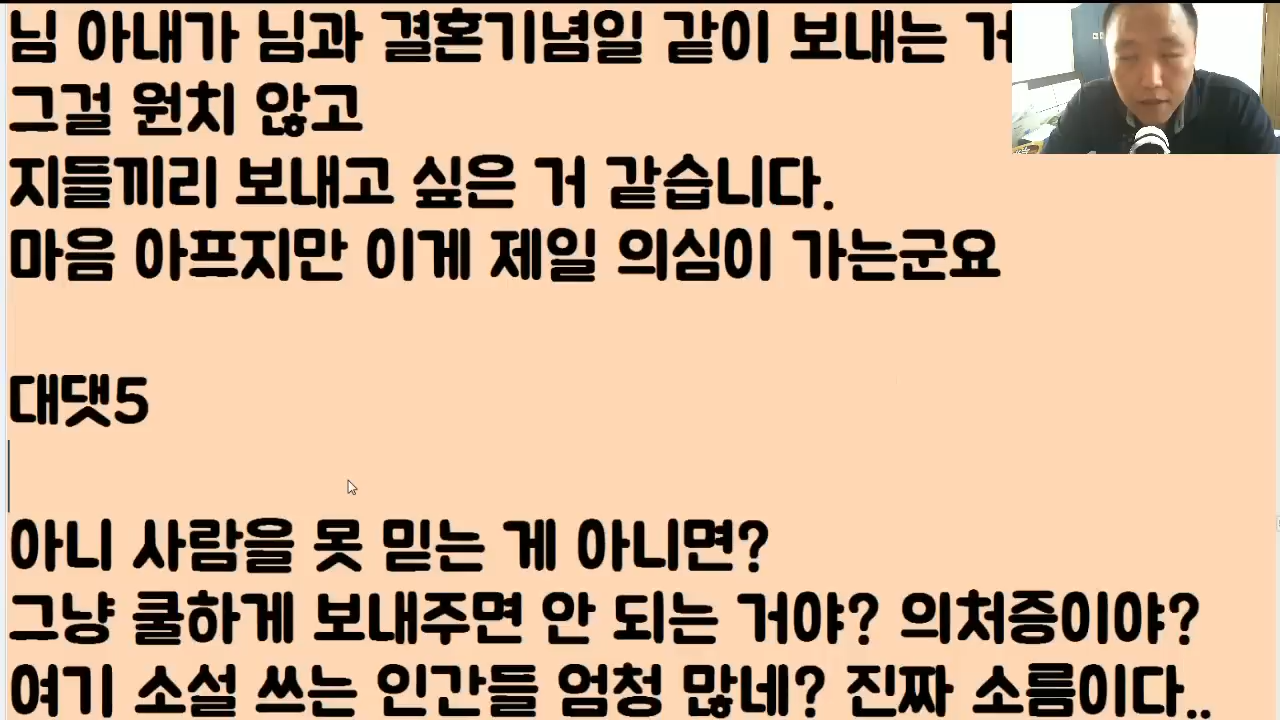 님 아내가 님과 결혼기념일 같이 보내는 거
그걸 원치 않고
지들끼리 보내고 싶은 거 같습니다.
마음 아프지만 이게 제일 의심이 가는군요
대댓5
아니 사람을 못 믿는 게 아니면?
그냥 쿨하게 보내주면 안 되는 거야? 의처증이야?
여기 소설 쓰는 인간들 엄청 많네? 진짜 소름이다..